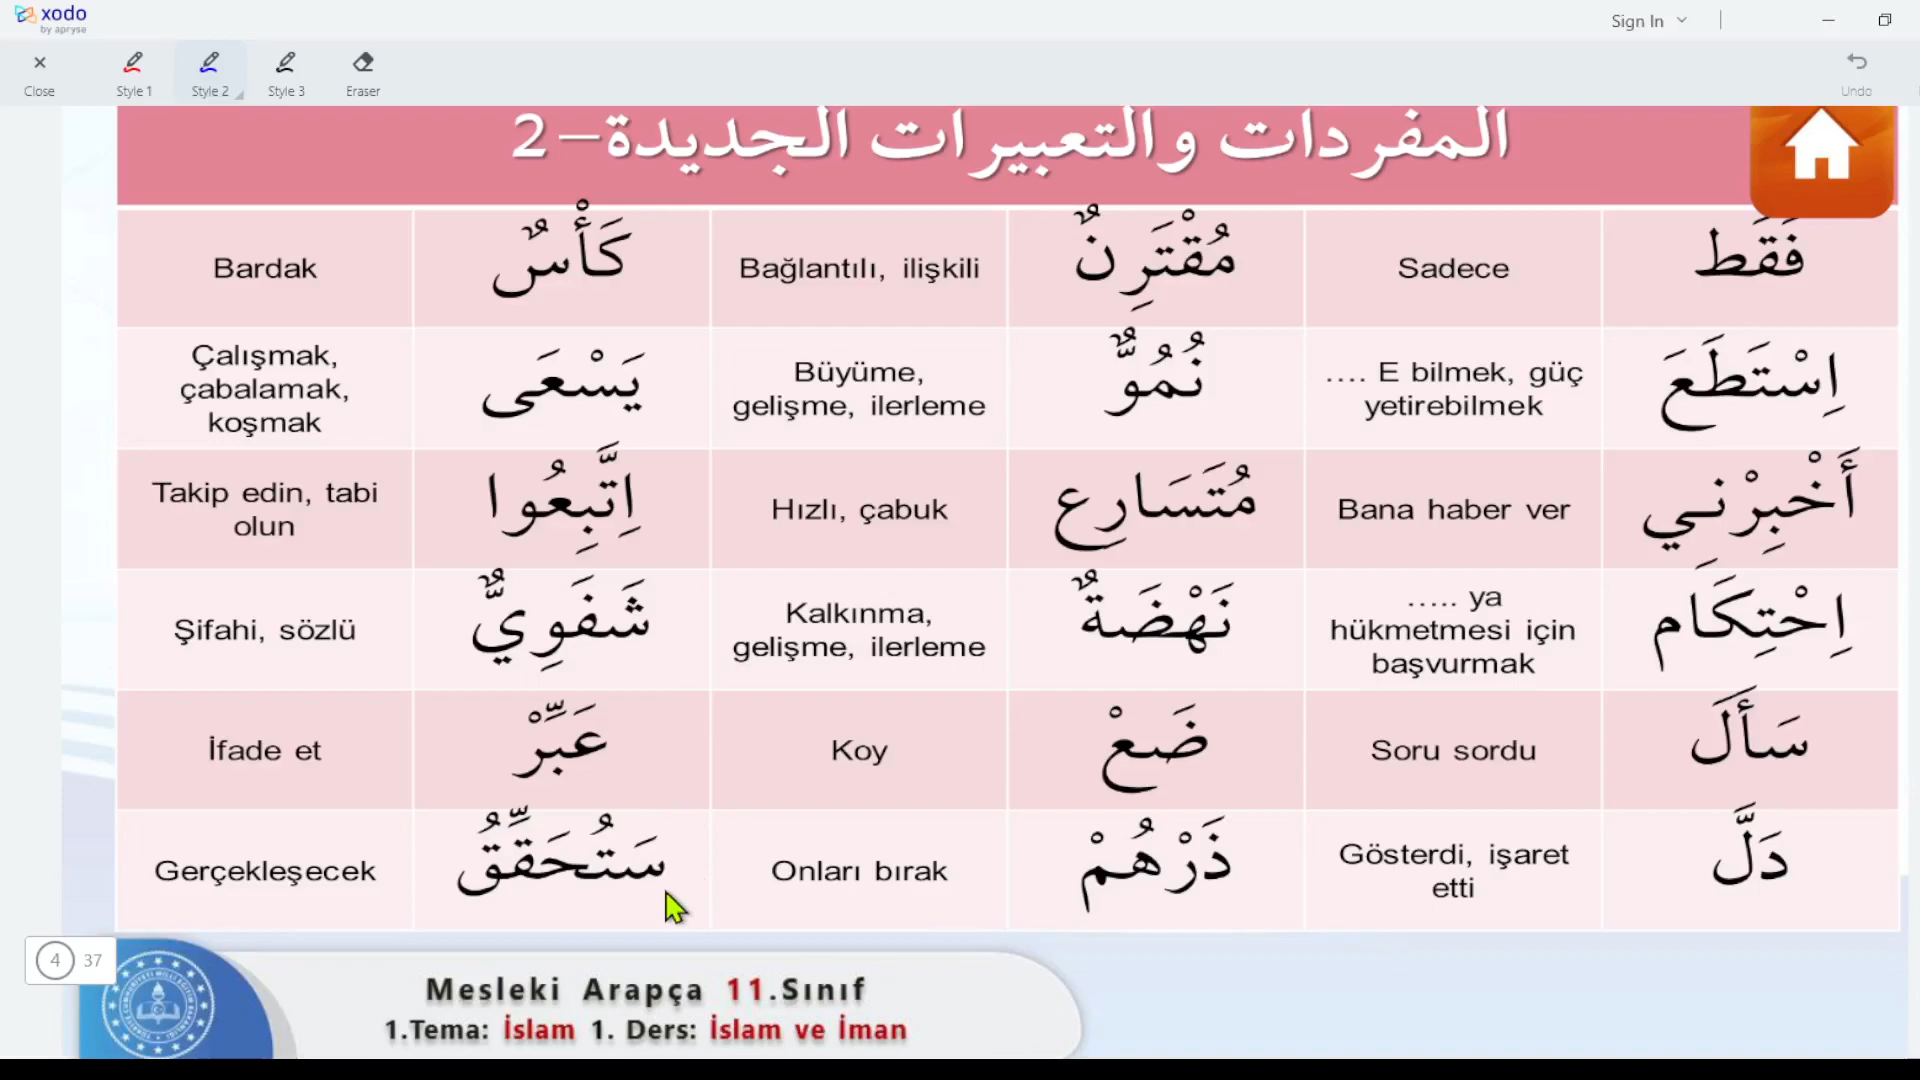 xodo
by apryse
Sign In
Close
Style 1
Style 2
Style 3
Eraser
Undo
المفردات والتعبيرات الجديدة–2
فَقَط
Sadece
مُقْتَرِنٌ
Bağlantılı, ilişkili
كَأْسٌ
Bardak
اِسْتَطَعَ
.... E bilmek, güç
yetirebilmek
نُمُوٌّ
Büyüme,
gelişme, ilerleme
يَسْعَى
Çalışmak,
çabalamak,
koşmak
أَخْبِرْنِي
Bana haber ver
مُتَسَارِع
Hızlı, çabuk
اِتَّبِعُوا
Takip edin, tabi
olun
اِحْتِكَام
..... ya
hükmetmesi için
başvurmak
نَهْضَةٌ
Kalkınma,
gelişme, ilerleme
شَفَوِيٌّ
Şifahi, sözlü
سَأَلَ
Soru sordu
ضَعْ
Koy
عَبِّرْ
İfade et
دَلَّ
Gösterdi, işaret
etti
ذَرْهُمْ
Onları bırak
سَتُحَقِّقُ
Gerçekleşecek
4 37
Mesleki Arapça 11.Sınıf
1.Tema: İslam 1. Ders: İslam ve İman